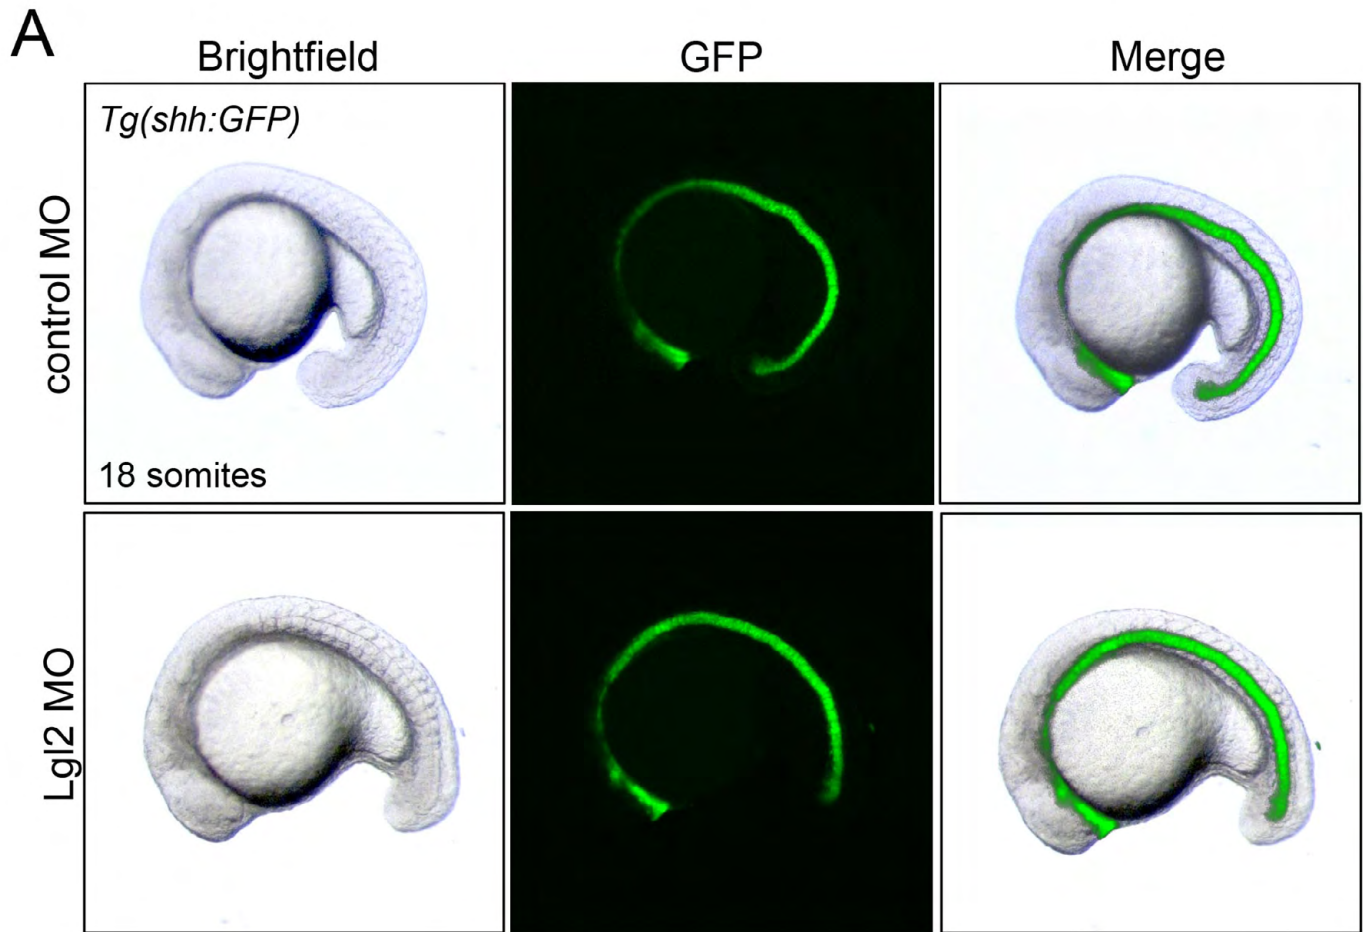 A
Brightfield
GFP
Merge
control MO
Tg(shh:GFP)
18 somites
Lgl2 MO